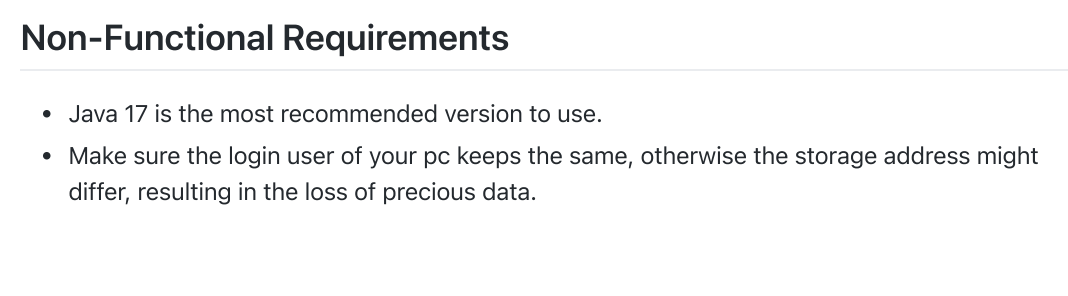 Non-Functional Requirements
• Java 17 is the most recommended version to use.
• Make sure the login user of your pc keeps the same, otherwise the storage address might
differ, resulting in the loss of precious data.